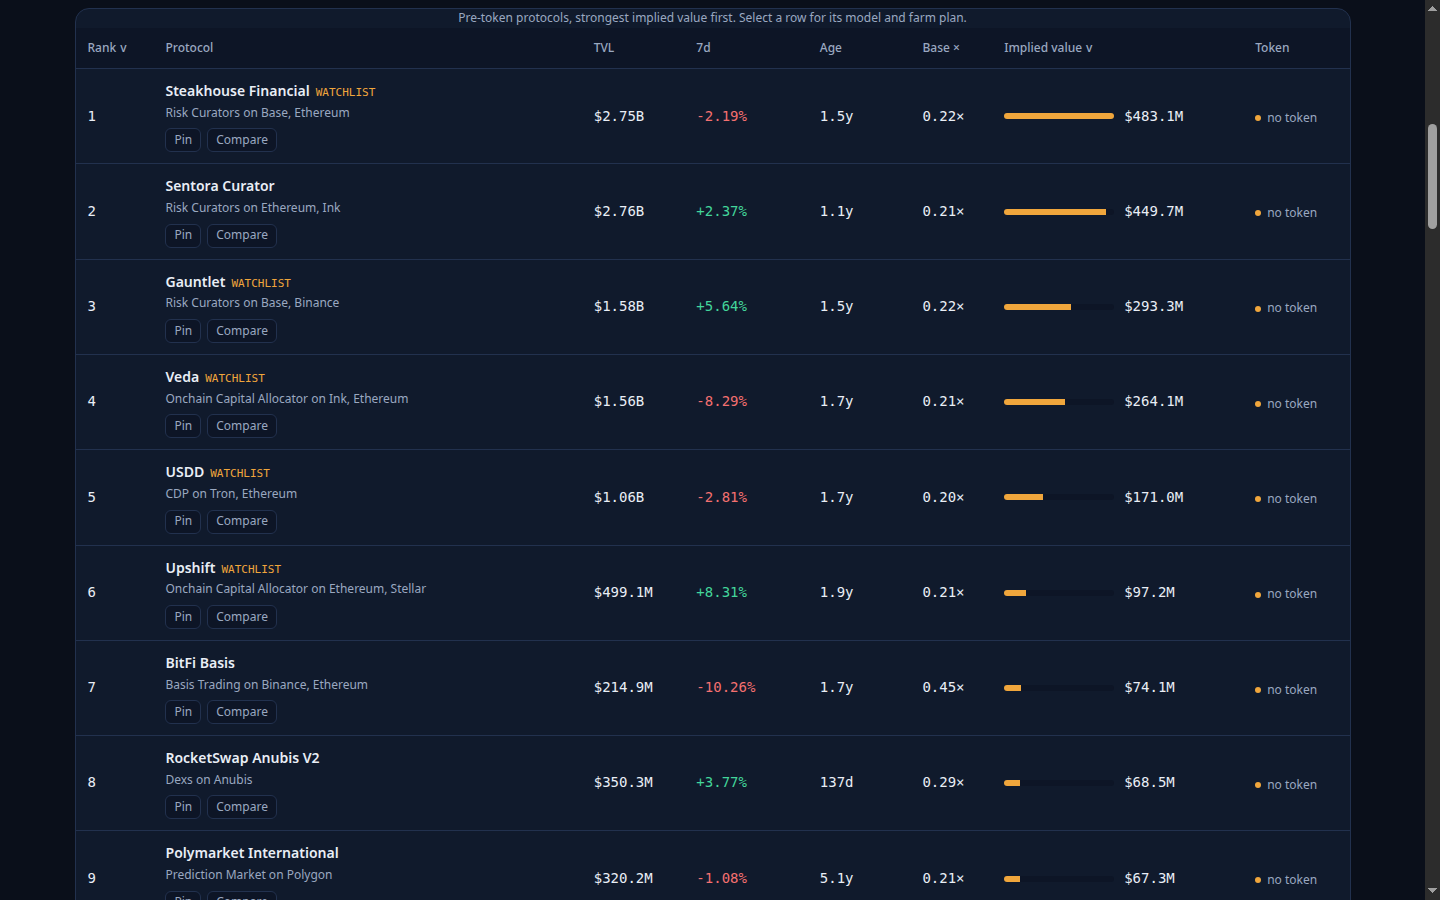 Pre-token protocols, strongest implied value first. Select a row for its model and farm plan.
Rank v Protocol TVL 7d Age Base × Implied value v Token
Steakhouse Financial WATCHLIST
Risk Curators on Base, Ethereum
1 $2.75B -2.19% 1.5y 0.22× $483.1M no token
Pin Compare
Sentora Curator
Risk Curators on Ethereum, Ink
2 $2.76B +2.37% 1.1y 0.21× $449.7M no token
Pin Compare
Gauntlet WATCHLIST
Risk Curators on Base, Binance
3 $1.58B +5.64% 1.5y 0.22× $293.3M no token
Pin Compare
Veda WATCHLIST
Onchain Capital Allocator on Ink, Ethereum
4 $1.56B -8.29% 1.7y 0.21× $264.1M no token
Pin Compare
USDD WATCHLIST
CDP on Tron, Ethereum
5 $1.06B -2.81% 1.7y 0.20× $171.0M no token
Pin Compare
Upshift WATCHLIST
Onchain Capital Allocator on Ethereum, Stellar
6 $499.1M +8.31% 1.9y 0.21× $97.2M no token
Pin Compare
BitFi Basis
Basis Trading on Binance, Ethereum
7 $214.9M -10.26% 1.7y 0.45× $74.1M no token
Pin Compare
RocketSwap Anubis V2
Dexs on Anubis
8 $350.3M +3.77% 137d 0.29× $68.5M no token
Pin Compare
Polymarket International
Prediction Market on Polygon
9 $320.2M -1.08% 5.1y 0.21× $67.3M no token
Pin Compare